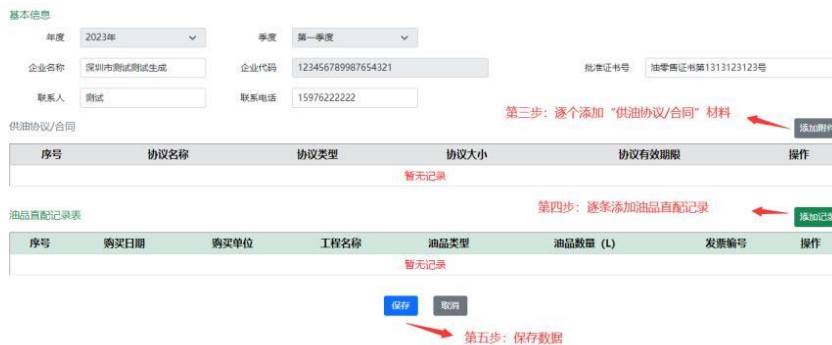 基本信息
年度 2023年 季度 第一季度
企业名称 深圳市测试测试生成 企业代码 123456789987654321 批准证书号 油零售证书第1313123123号
联系人 测试 联系电话 15976222222
第三步：逐个添加“供油协议/合同”材料
供油协议/合同 添加附件
序号 协议名称 协议类型 协议大小 协议有效期限 操作
暂无记录
第四步：逐条添加油品直配记录
油品直配记录表 添加记录
序号 购买日期 购买单位 工程名称 油品类型 油品数量（L） 发票编号 操作
暂无记录
保存 取消
第五步：保存数据